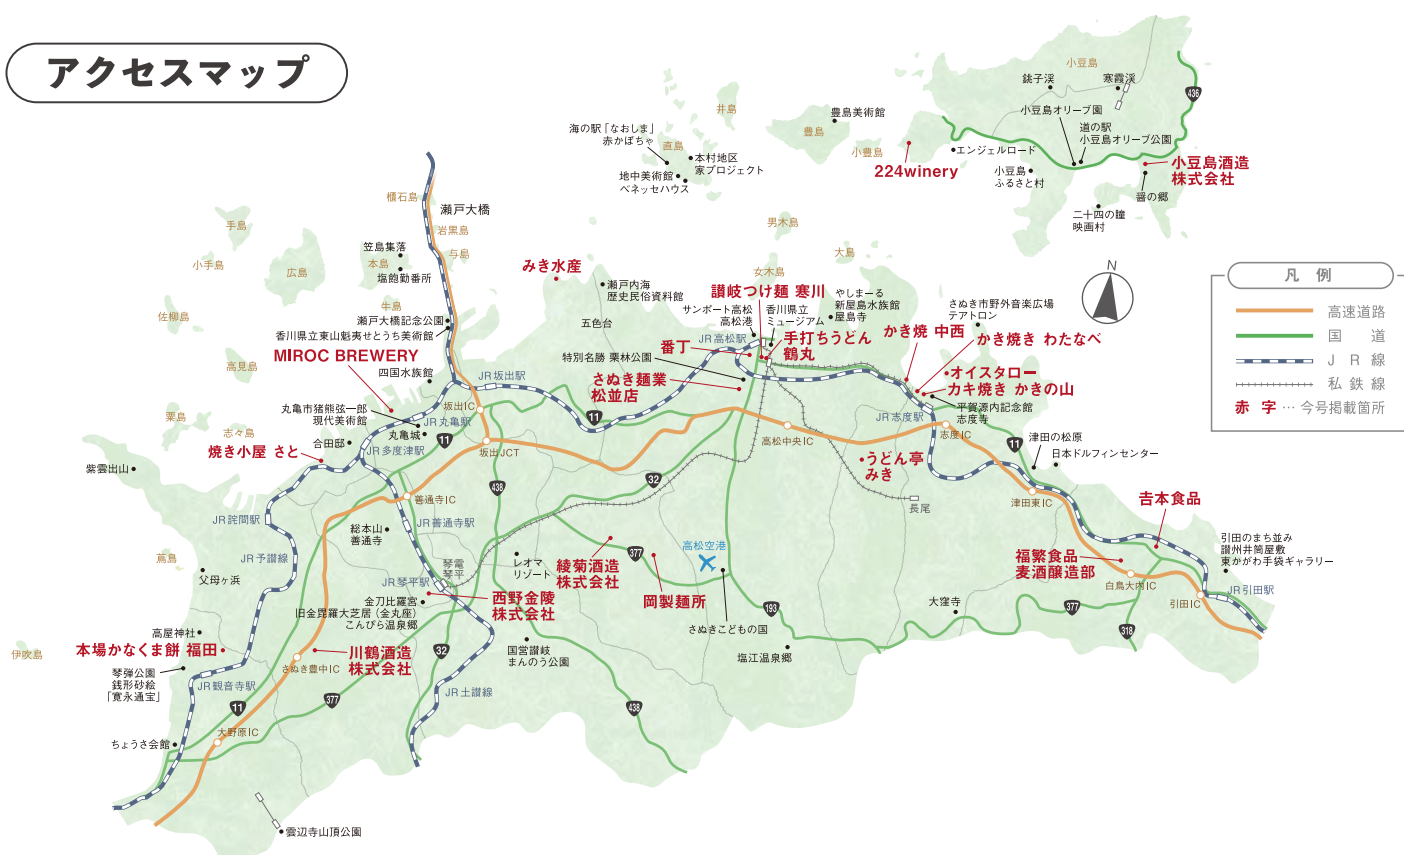 アクセスマップ
小豆島
銚子渓
寒霞渓
436
小豆島オリーブ園
道の駅
小豆島オリーブ公園
エンジェルロード
小豆島
ふるさと村
小豆島酒造
株式会社
醤の郷
二十四の瞳
映画村
井島
豊島美術館
豊島
小豊島
224winery
海の駅「なおしま」
赤かぼちゃ
直島
本村地区
家プロジェクト
地中美術館
ベネッセハウス
男木島
大島
女木島
櫃石島
瀬戸大橋
岩黒島
与島
手島
小手島
広島
笠島集落
本島
塩飽勤番所
牛島
佐柳島
高見島
粟島
志々島
蔦島
伊吹島
瀬戸大橋記念公園
香川県立東山魁夷せとうち美術館
MIROC BREWERY
四国水族館
みき水産
瀬戸内海
歴史民俗資料館
五色台
讃岐つけ麺 寒川
サンポート高松
高松港
香川県立
ミュージアム
やしまーる
新屋島水族館
屋島寺
さぬき市野外音楽広場
テアトロン
JR高松駅
番丁
手打ちうどん
鶴丸
かき焼 中西
かき焼き わたなべ
特別名勝 栗林公園
さぬき麺業
松並店
オイスタロー
カキ焼き かきの山
平賀源内記念館
志度寺
JR志度駅
志度IC
N
凡例
高速道路
国道
JR線
私鉄線
赤字…今号掲載箇所
JR坂出駅
坂出IC
丸亀市猪熊弦一郎
現代美術館
JR丸亀駅
丸亀城
合田邸
JR多度津駅
11
坂出JCT
11
高松中央IC
うどん亭
みき
11
津田の松原
日本ドルフィンセンター
焼き小屋 さと
紫雲出山
438
32
善通寺IC
長尾
津田東IC
吉本食品
JR詫間駅
総本山
善通寺
JR善通寺駅
JR予讃線
父母ヶ浜
琴電
琴平
レオマ
リゾート
綾菊酒造
株式会社
377
高松空港
岡製麺所
さぬきこどもの国
193
福繁食品
麦酒醸造部
引田のまち並み
讃州井筒屋敷
東かがわ手袋ギャラリー
白鳥大内IC
引田IC
JR引田駅
377
318
大窪寺
JR琴平駅
金刀比羅宮
旧金毘羅大芝居(金丸座)
こんぴら温泉郷
西野金陵
株式会社
高屋神社
本場かなくま餅 福田
川鶴酒造
株式会社
さぬき豊中IC
32
国営讃岐
まんのう公園
塩江温泉郷
琴弾公園
銭形砂絵
「寛永通宝」
JR観音寺駅
11
377
JR土讃線
438
大野原IC
ちょうさ会館
雲辺寺山頂公園